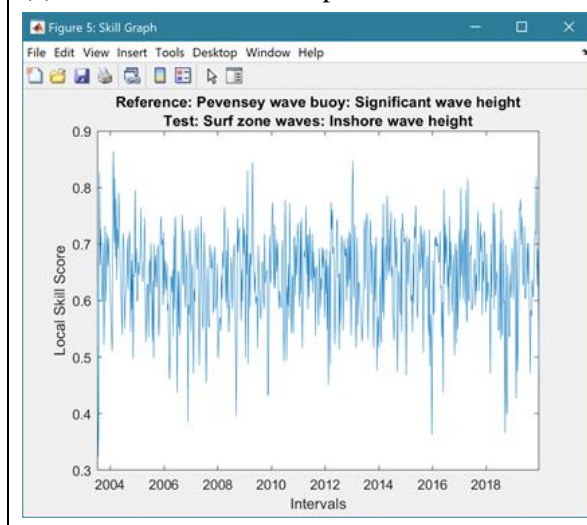 Figure 5: Skill Graph
File Edit View Insert Tools Desktop Window Help
Reference: Pevensey wave buoy: Significant wave height
Test: Surf zone waves: Inshore wave height
0.9
0.8
0.7
0.6
0.5
0.4
0.3
Local Skill Score
2004 2006 2008 2010 2012 2014 2016 2018
Intervals